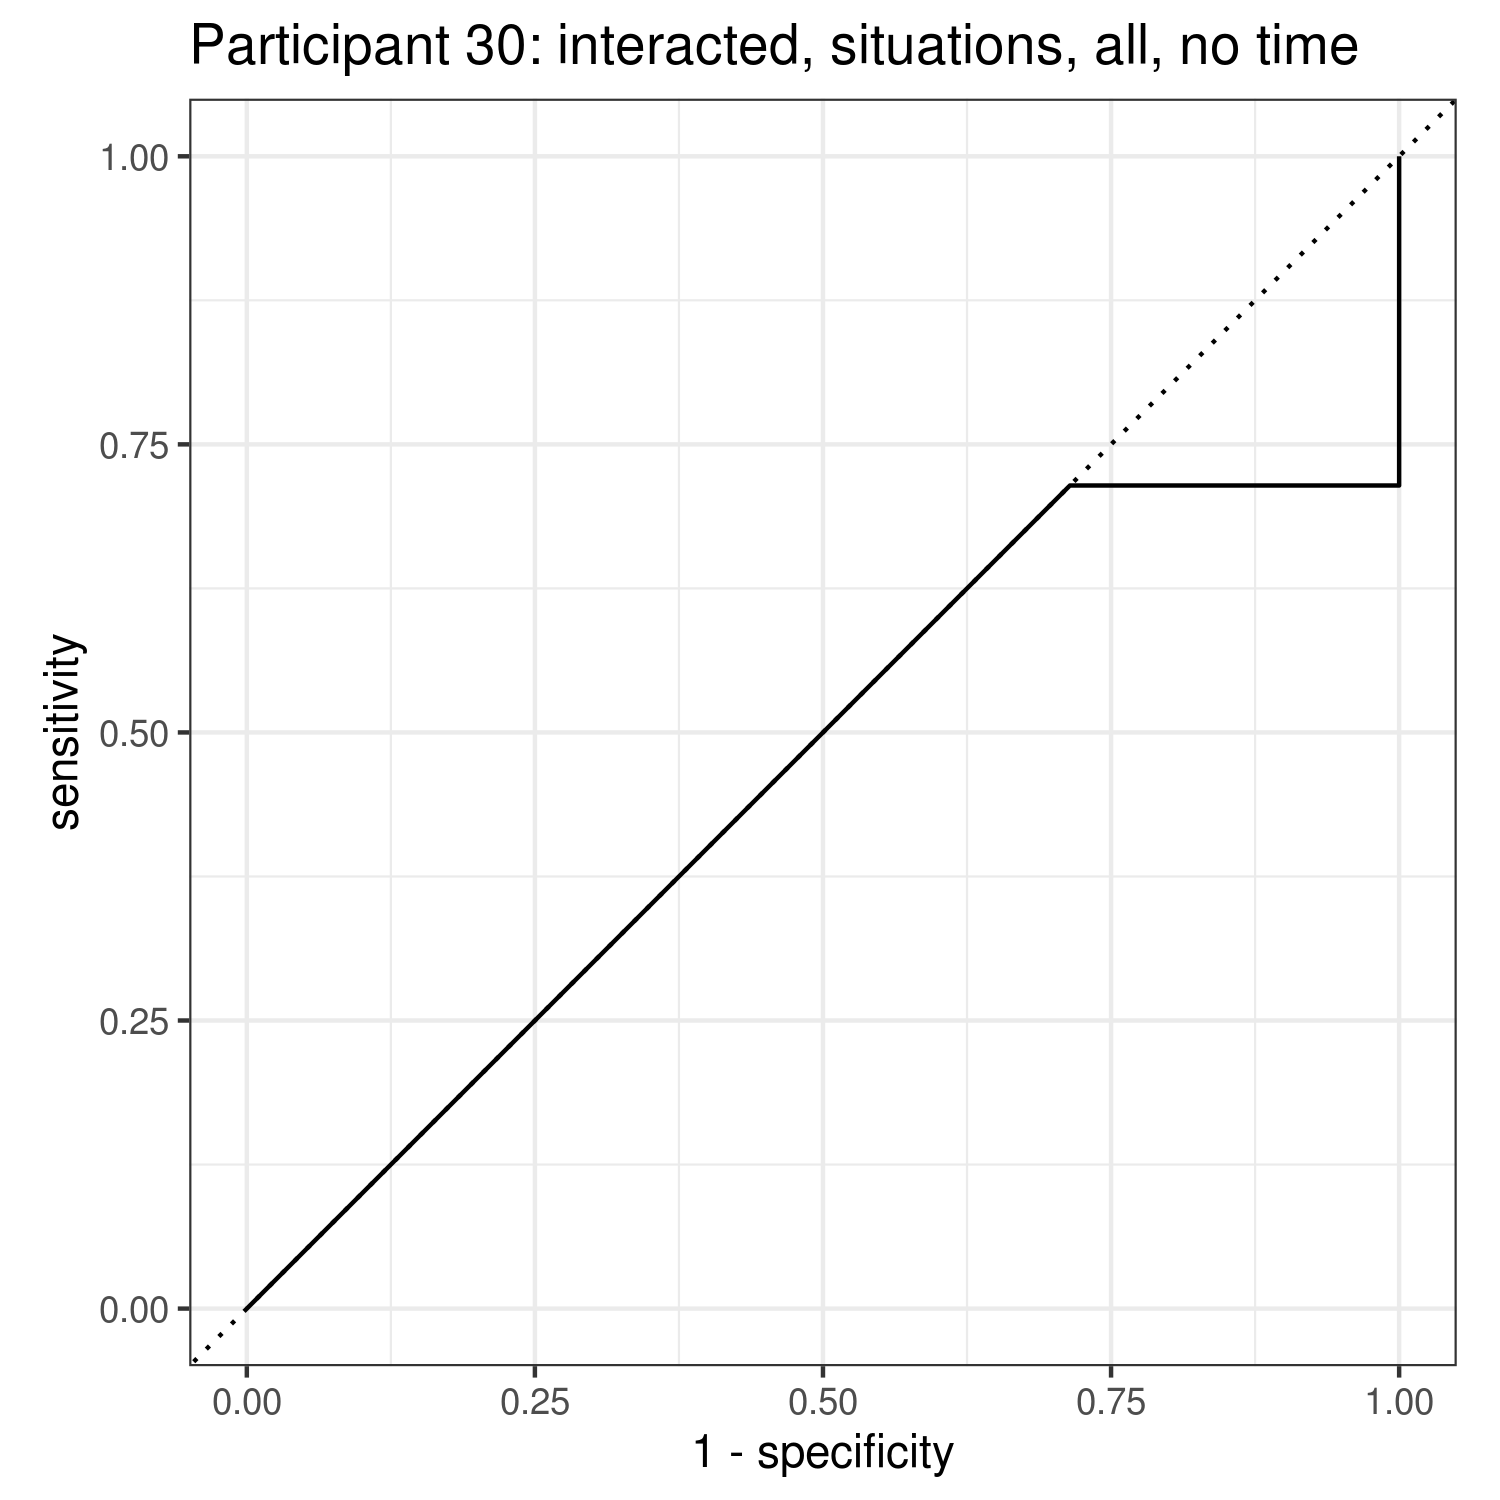 Participant 30: interacted, situations, all, no time
1.00
0.75
0.50
0.25
0.00
sensitivity
0.00 0.25 0.50 0.75 1.00
1 - specificity